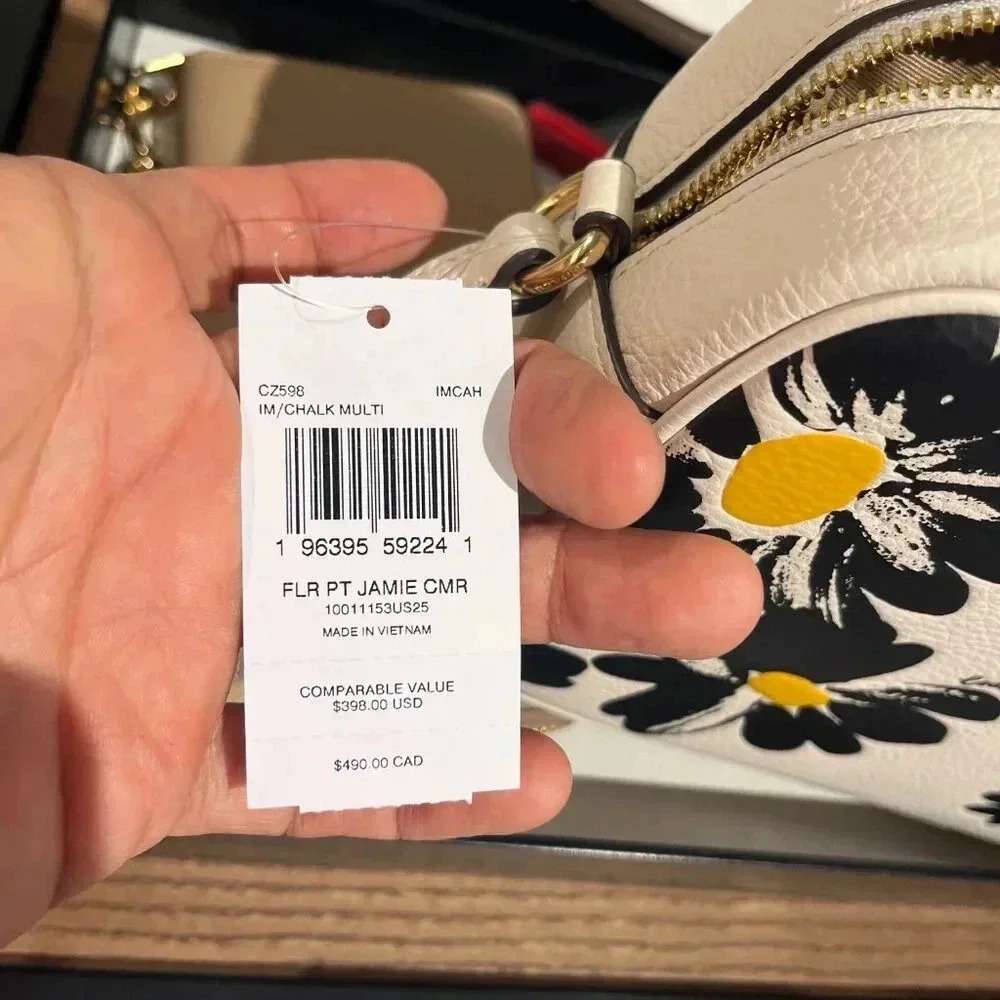 CZ598 IMCAH
IM/CHALK MULTI
1 96395 59224 1
FLR PT JAMIE CMR
10011153US25
MADE IN VIETNAM
COMPARABLE VALUE
$398.00 USD
$490.00 CAD